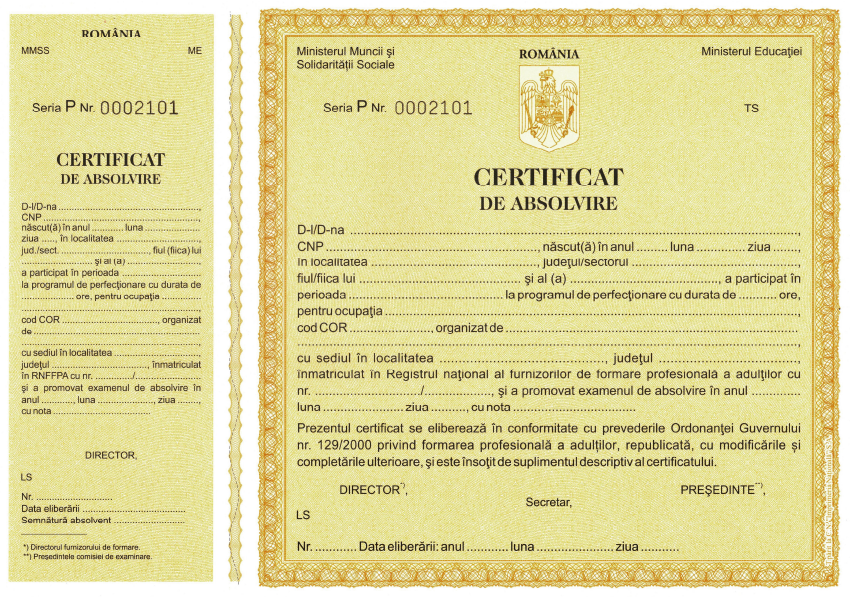 ROMÂNIA
MMSS ME
Seria P Nr. 0002101
CERTIFICAT
DE ABSOLVIRE
D-l/D-na ................................................,
CNP .....................................................,
născut(ă) în anul ........... luna ...................
ziua ....., în localitatea ............................,
jud./sect. ..............................., fiul (fiica) lui
........................ şi al (a) .........................,
a participat în perioada ...........................
la programul de perfecţionare cu durata de
.................. ore, pentru ocupaţia ..............
.............................................................,
cod COR ................................., organizat
de .........................................................
.............................................................,
cu sediul în localitatea ..............................,
judeţul ................................., înmatriculat
în RNFFPA cu nr. ............../.......................
şi a promovat examenul de absolvire în
anul ..........., luna ..................., ziua .......,
cu nota ..................................
DIRECTOR,
LS
Nr. ...........................
Data eliberării ....................................
Semnătură absolvent .........................
*) Directorul furnizorului de formare.
**) Preşedintele comisiei de examinare.
Ministerul Muncii şi
Solidarităţii Sociale
ROMÂNIA
Ministerul Educaţiei
Seria P Nr. 0002101
TS
CERTIFICAT
DE ABSOLVIRE
D-l/D-na ....................................................................................,
CNP ......................................................, născut(ă) în anul ......... luna .............. ziua ......,
în localitatea ..........................................., judeţul/sectorul .........................................,
fiul/fiica lui .......................................... şi al (a) ......................................, a participat în
perioada ............................................ la programul de perfecţionare cu durata de ........... ore,
pentru ocupaţia ............................................................................,
cod COR ........................, organizat de ....................................................
....................................................................................................,
cu sediul în localitatea ......................................, judeţul ...............................,
înmatriculat în Registrul naţional al furnizorilor de formare profesională a adulţilor cu
nr. ................................/..................., şi a promovat examenul de absolvire în anul .............
luna ....................... ziua .........., cu nota ...................................
Prezentul certificat se eliberează în conformitate cu prevederile Ordonanţei Guvernului
nr. 129/2000 privind formarea profesională a adulților, republicată, cu modificările și
completările ulterioare, şi este însoţit de suplimentul descriptiv al certificatului.
DIRECTOR*),
Secretar,
PREŞEDINTE**),
LS
Nr. ............ Data eliberării: anul ............ luna ...................... ziua ...........